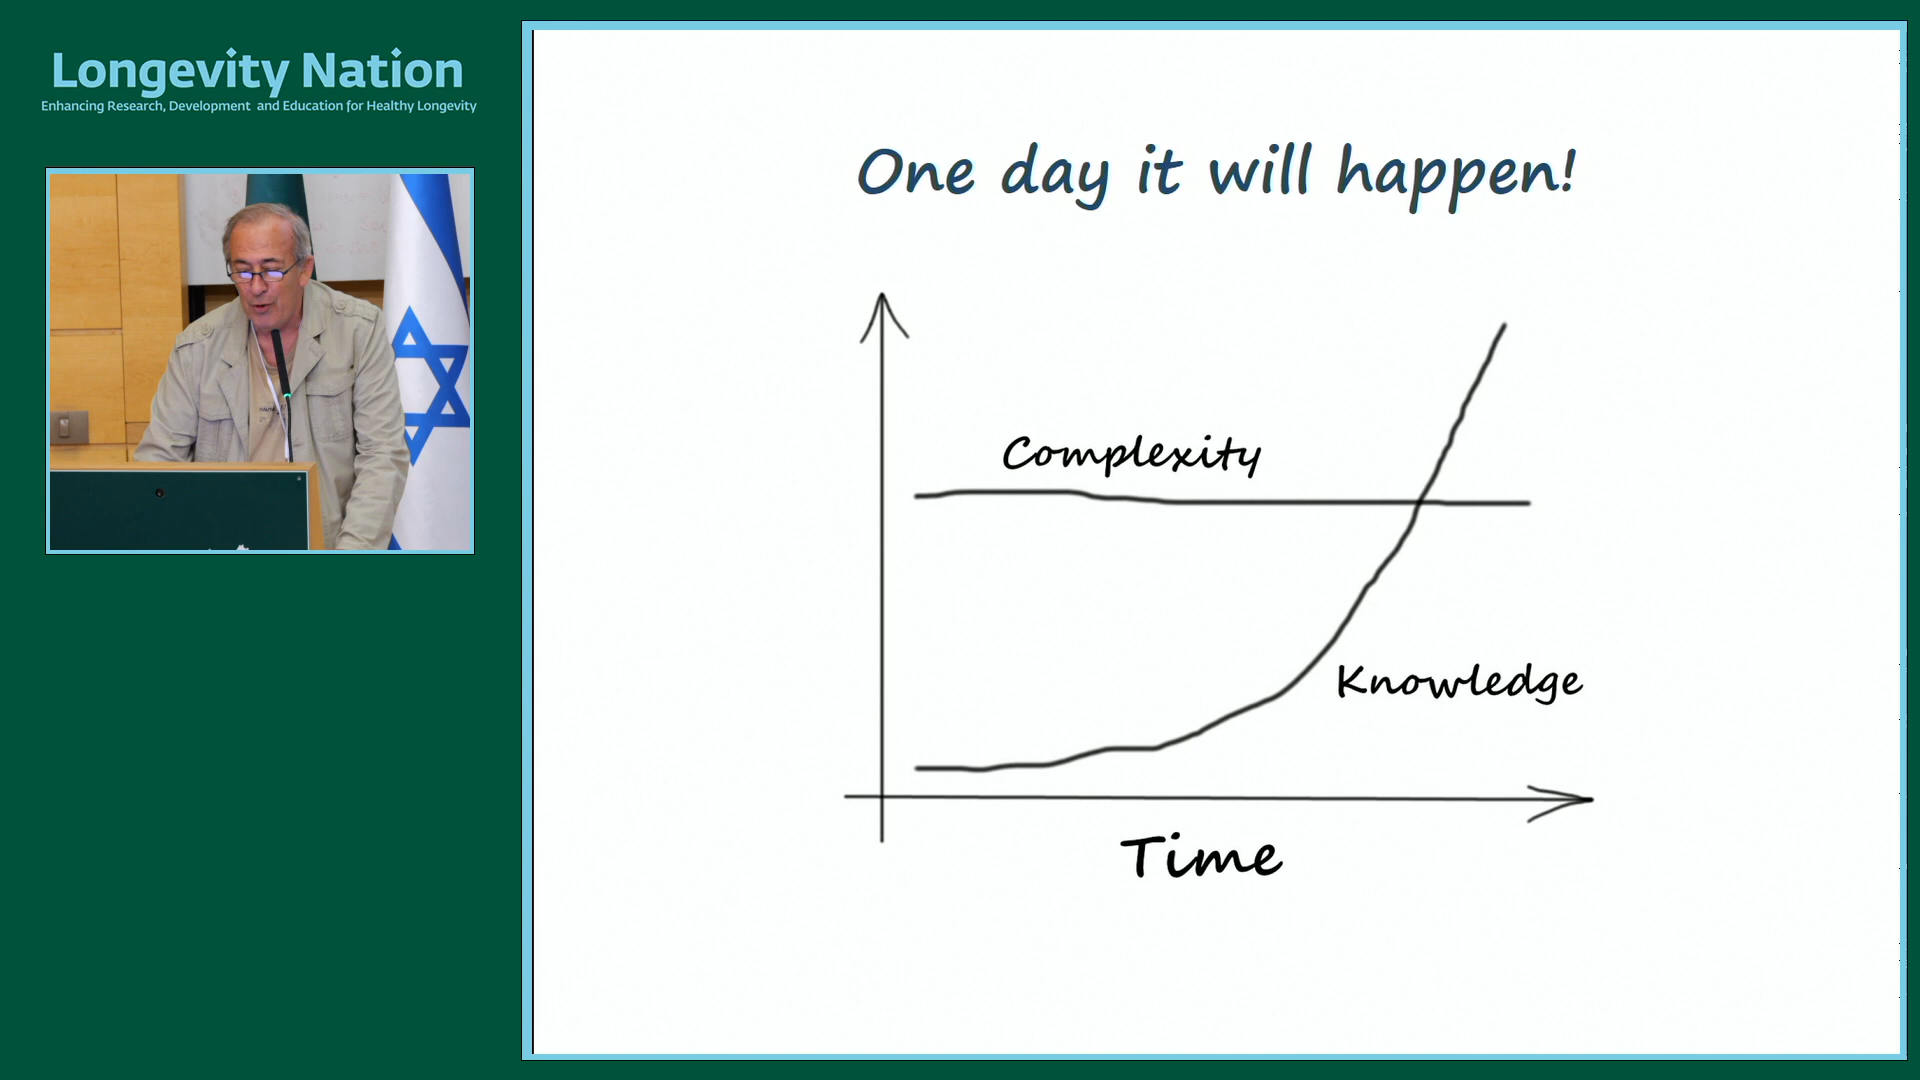 Longevity Nation
Enhancing Research, Development and Education for Healthy Longevity
One day it will happen!
Complexity
Knowledge
Time